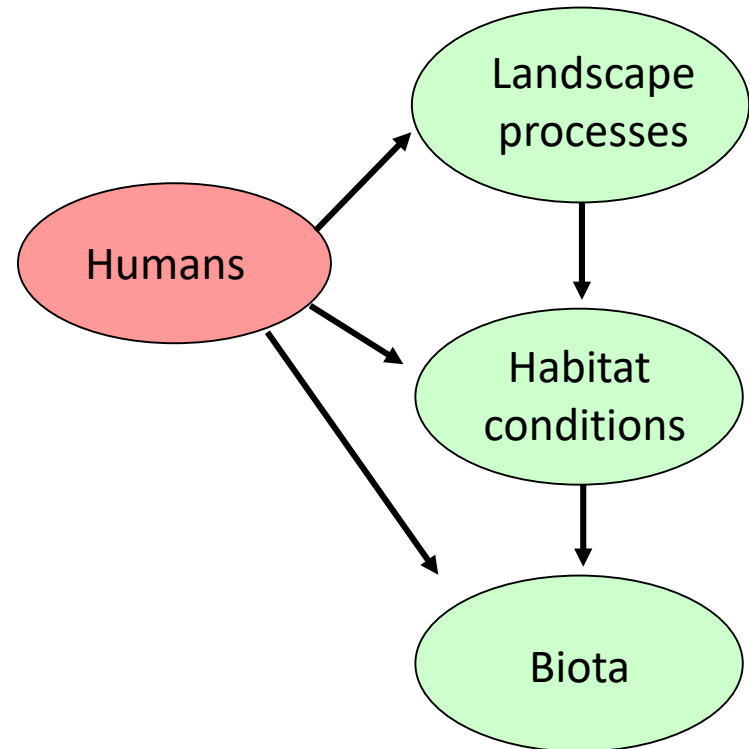 Landscape
processes
Humans
Habitat
conditions
Biota